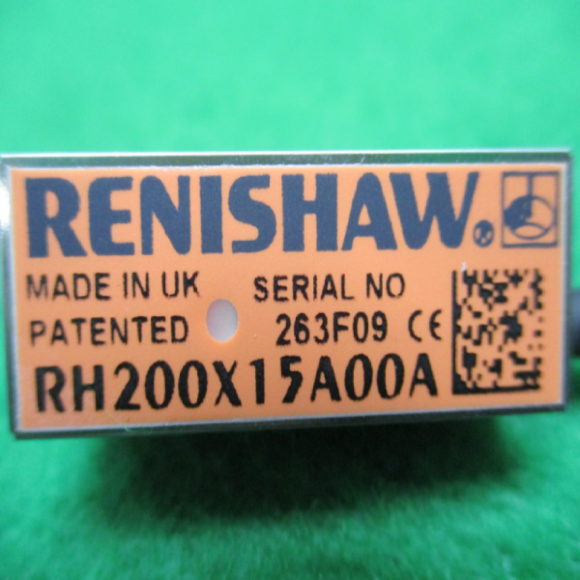 RENISHAW®
MADE IN UK SERIAL NO
PATENTED 263F09 CE
RH200X15A00A